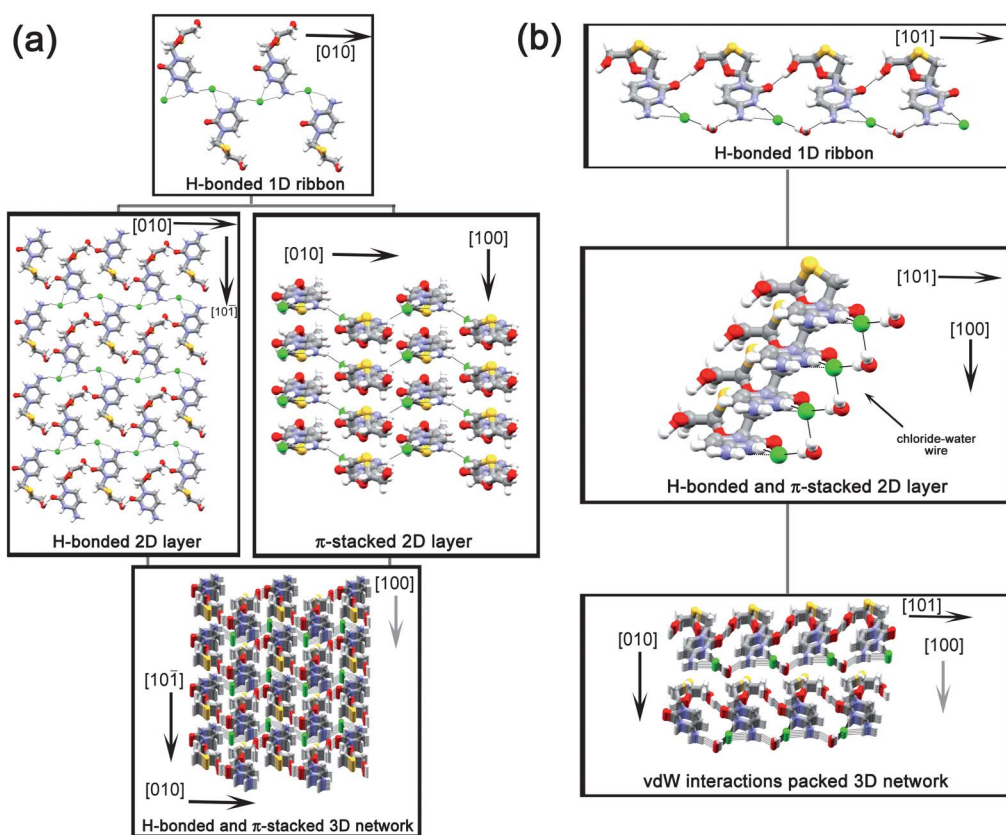 (a)
[010]
H-bonded 1D ribbon
[010]
[101̅]
H-bonded 2D layer
[010]
[100]
π-stacked 2D layer
[100]
[101̅]
[010]
H-bonded and π-stacked 3D network
(b)
[101]
H-bonded 1D ribbon
[101]
[100]
chloride-water
wire
H-bonded and π-stacked 2D layer
[101]
[010]
[100]
vdW interactions packed 3D network